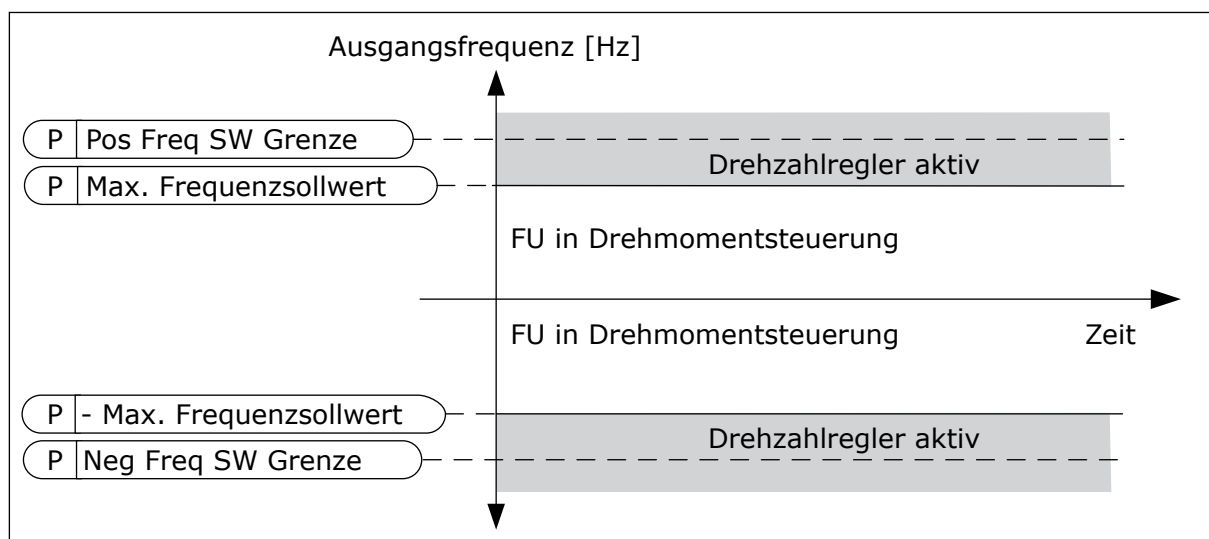 Ausgangsfrequenz [Hz]
P Pos Freq SW Grenze
Drehzahlregler aktiv
P Max. Frequenzsollwert
FU in Drehmomentsteuerung
FU in Drehmomentsteuerung
Zeit
P - Max. Frequenzsollwert
Drehzahlregler aktiv
P Neg Freq SW Grenze